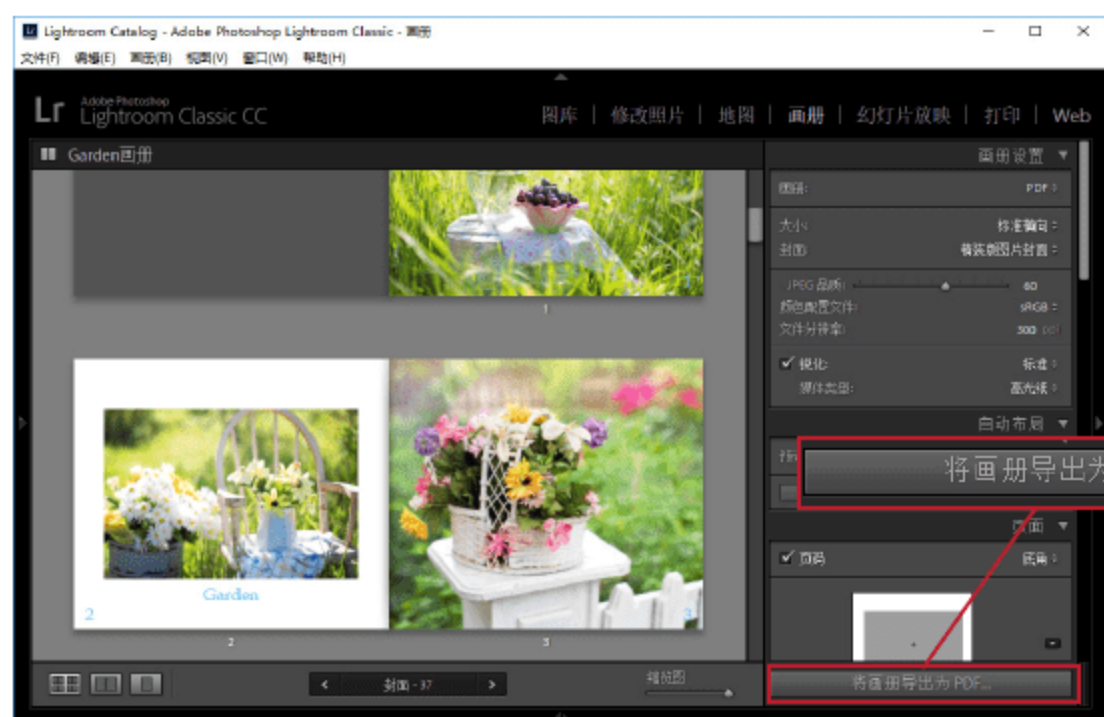 Lightroom Catalog - Adobe Photoshop Lightroom Classic - 画册
文件(F) 编辑(E) 画册(B) 视图(V) 窗口(W) 帮助(H)
Lr Adobe Photoshop
Lightroom Classic CC
图库 | 修改照片 | 地图 | 画册 | 幻灯片放映 | 打印 | Web
Garden画册
画册设置
画册: PDF
大小: 标准横向
封面: 精装版图片封面
JPEG 品质: 60
颜色配置文件: sRGB
文件分辨率: 300 ppi
锐化: 标准
媒体类型: 高光纸
自动布局
将画册导出为
页面
页码 底角
1
Garden
2
3
2
3
封面 - 37
缩览图
将画册导出为 PDF...